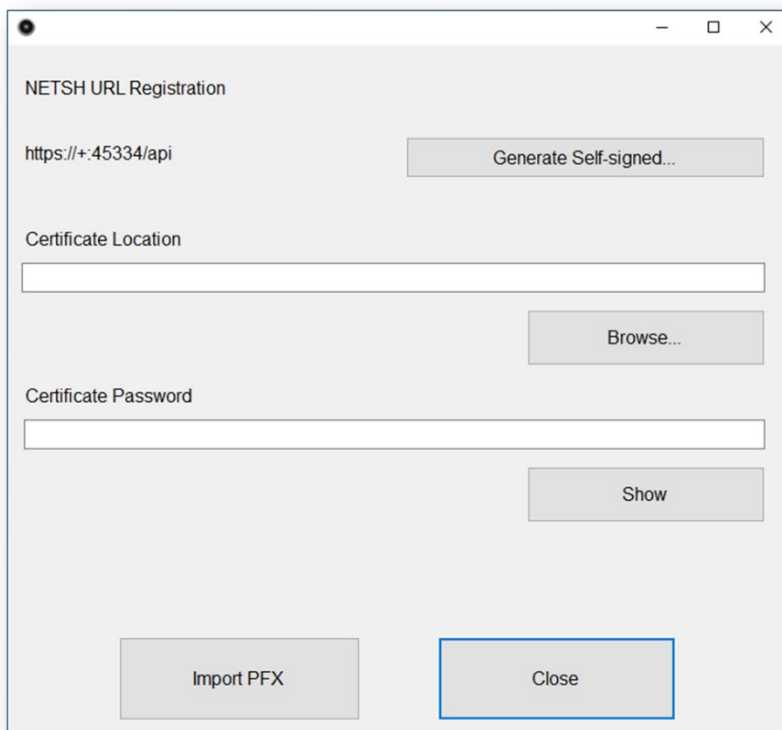 NETSH URL Registration
https://+:45334/api
Generate Self-signed...
Certificate Location
Browse...
Certificate Password
Show
Import PFX
Close